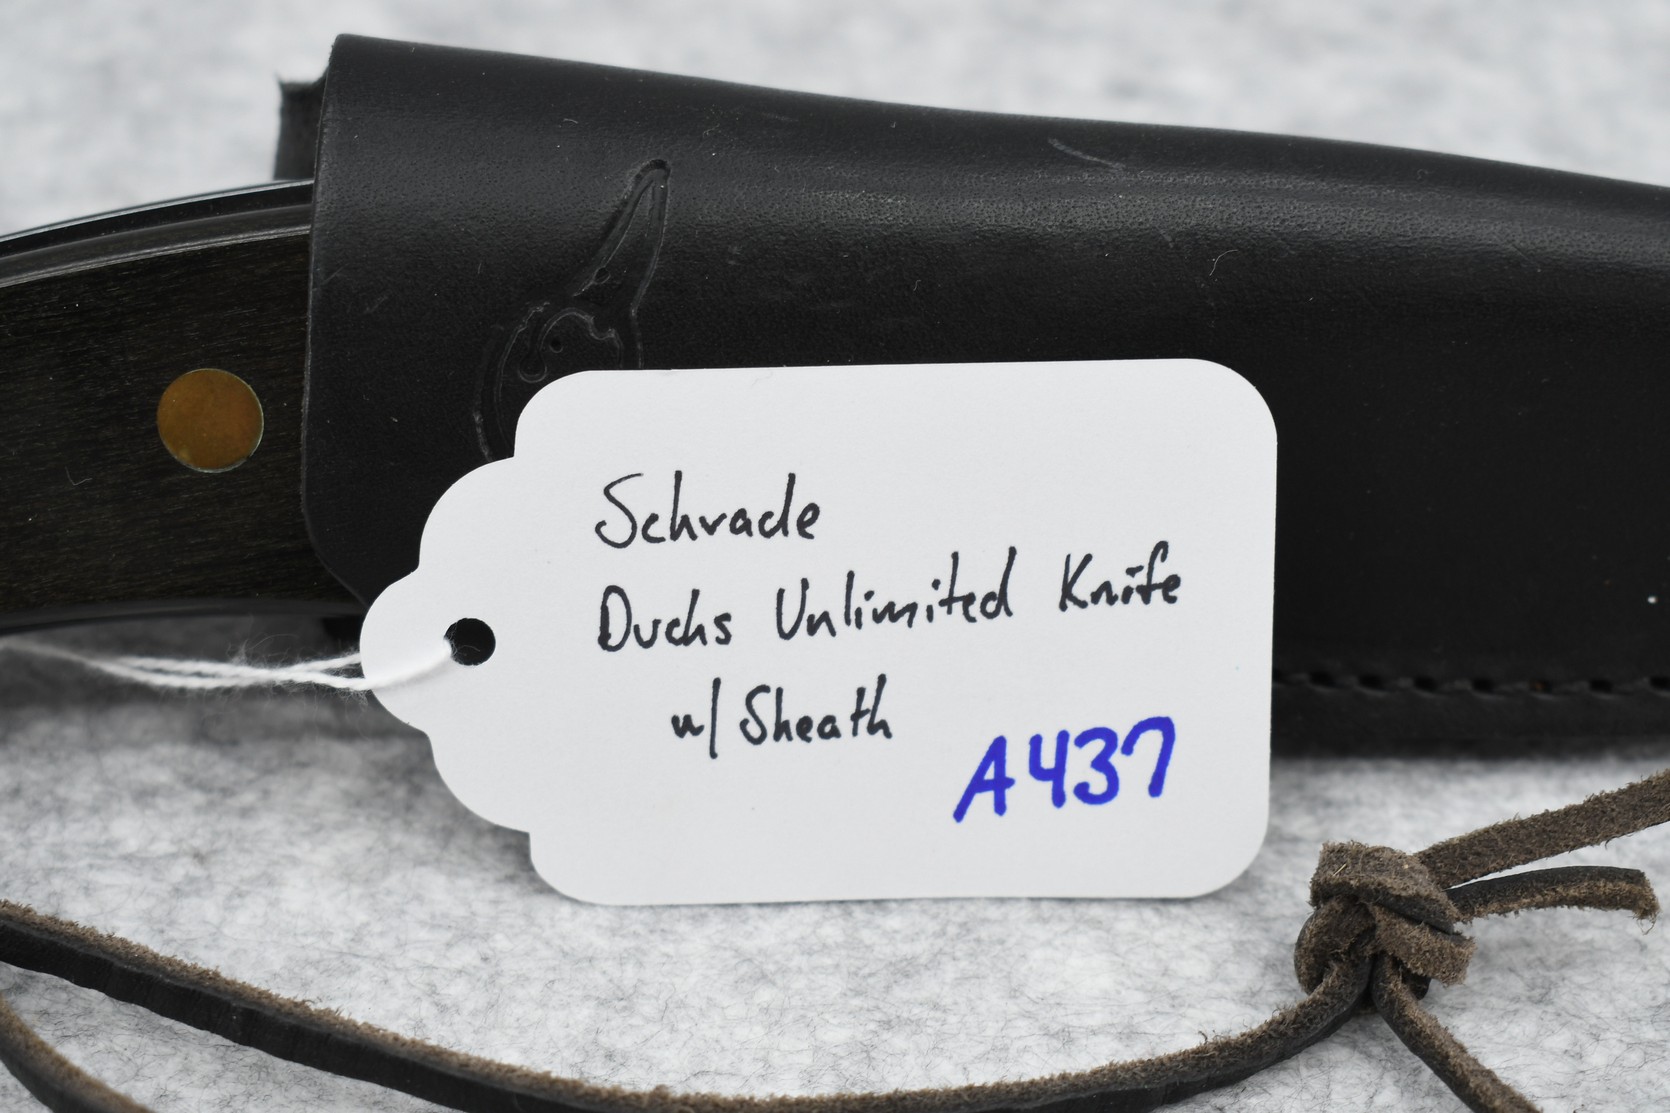 Schrade
Ducks Unlimited Knife
w/ Sheath
A437